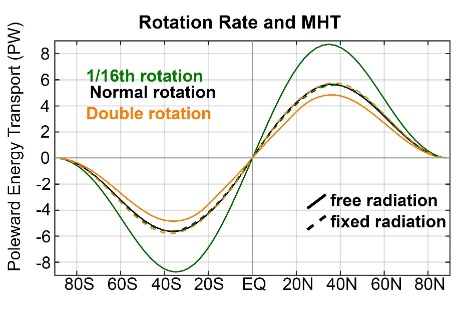 Rotation Rate and MHT
Poleward Energy Transport (PW)
8
6
4
2
0
-2
-4
-6
-8
1/16th rotation
Normal rotation
Double rotation
free radiation
fixed radiation
80S 60S 40S 20S EQ 20N 40N 60N 80N